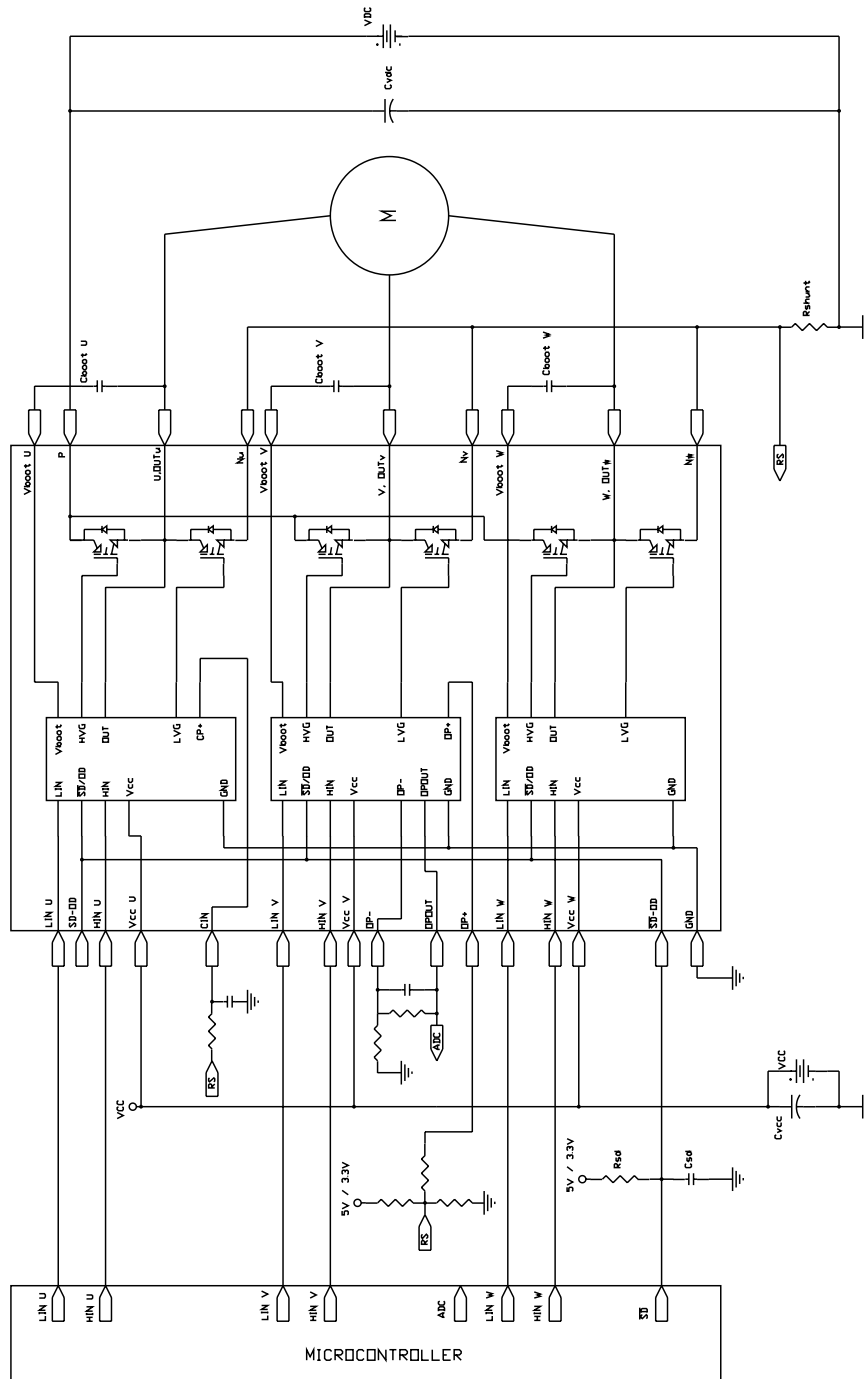 VDC
Cvdc
M
Rshunt
Cboot U
Cboot V
Cboot W
RS
Vboot U
P
U,OUTu
Nu
Vboot V
V, OUTv
Nv
Vboot W
W, OUTw
Nw
Vboot
HVG
OUT
LVG
CP+
LIN
SD/OD
HIN
Vcc
GND
Vboot
HVG
OUT
LVG
OP+
LIN
SD/OD
HIN
Vcc
OP-
OPOUT
GND
Vboot
HVG
OUT
LVG
LIN
SD/OD
HIN
Vcc
GND
LIN U
SD-OD
HIN U
Vcc U
CIN
LIN V
HIN V
Vcc V
OP-
OPOUT
OP+
LIN W
HIN W
Vcc W
SD-OD
GND
RS
ADC
VCC
VCC
Cvcc
5V / 3.3V
RS
5V / 3.3V
Rsd
Csd
LIN U
HIN U
LIN V
HIN V
ADC
LIN W
HIN W
SD
MICROCONTROLLER